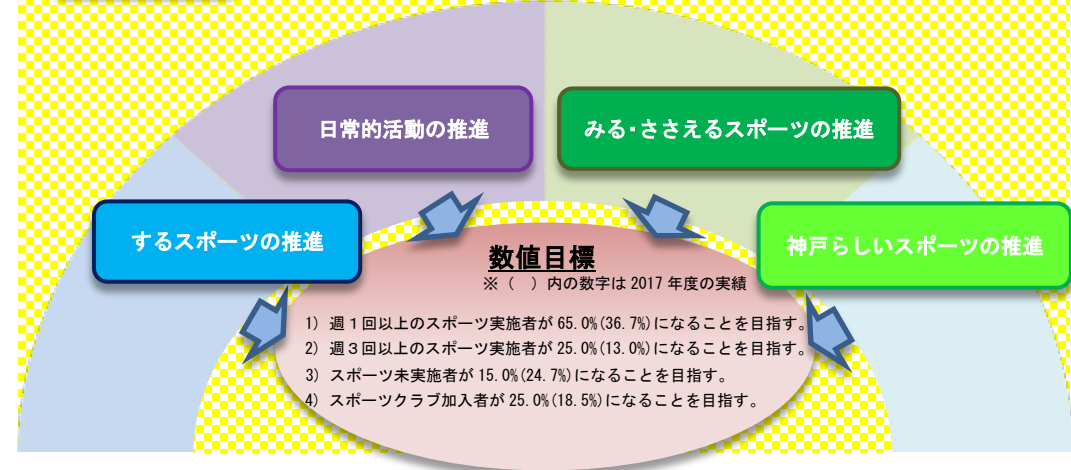 日常的活動の推進
みる・ささえるスポーツの推進
するスポーツの推進
神戸らしいスポーツの推進
数値目標
※（　）内の数字は 2017 年度の実績
1) 週１回以上のスポーツ実施者が 65.0%(36.7%)になることを目指す。
2) 週３回以上のスポーツ実施者が 25.0%(13.0%)になることを目指す。
3) スポーツ未実施者が 15.0%(24.7%)になることを目指す。
4) スポーツクラブ加入者が 25.0%(18.5%)になることを目指す。